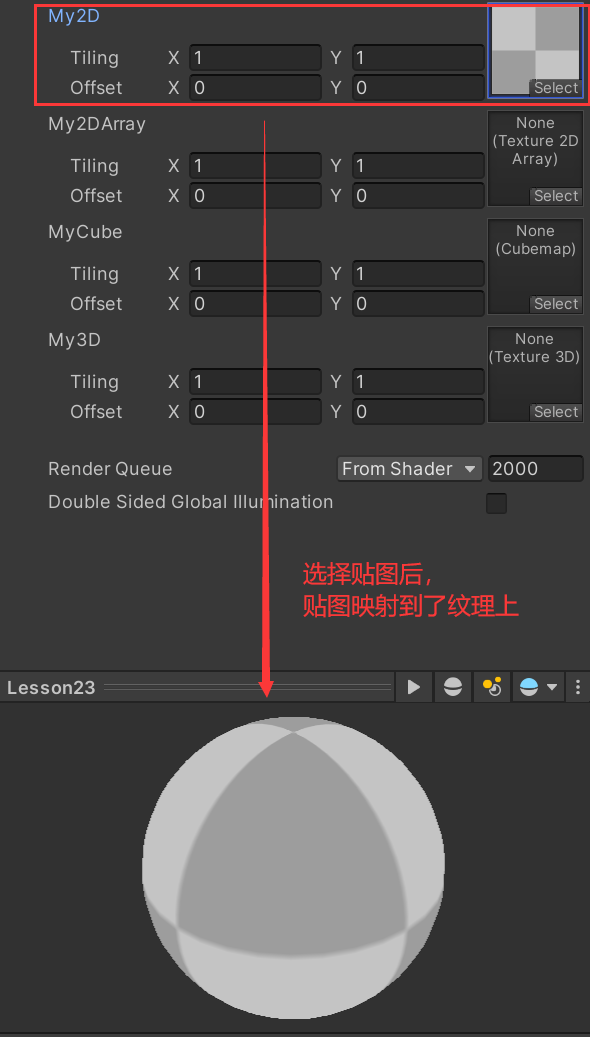 My2D
Tiling X 1 Y 1
Offset X 0 Y 0
Select
My2DArray
Tiling X 1 Y 1
Offset X 0 Y 0
None
(Texture 2D
Array)
Select
MyCube
Tiling X 1 Y 1
Offset X 0 Y 0
None
(Cubemap)
Select
My3D
Tiling X 1 Y 1
Offset X 0 Y 0
None
(Texture 3D)
Select
Render Queue From Shader 2000
Double Sided Global Illumination
选择贴图后，
贴图映射到了纹理上
Lesson23